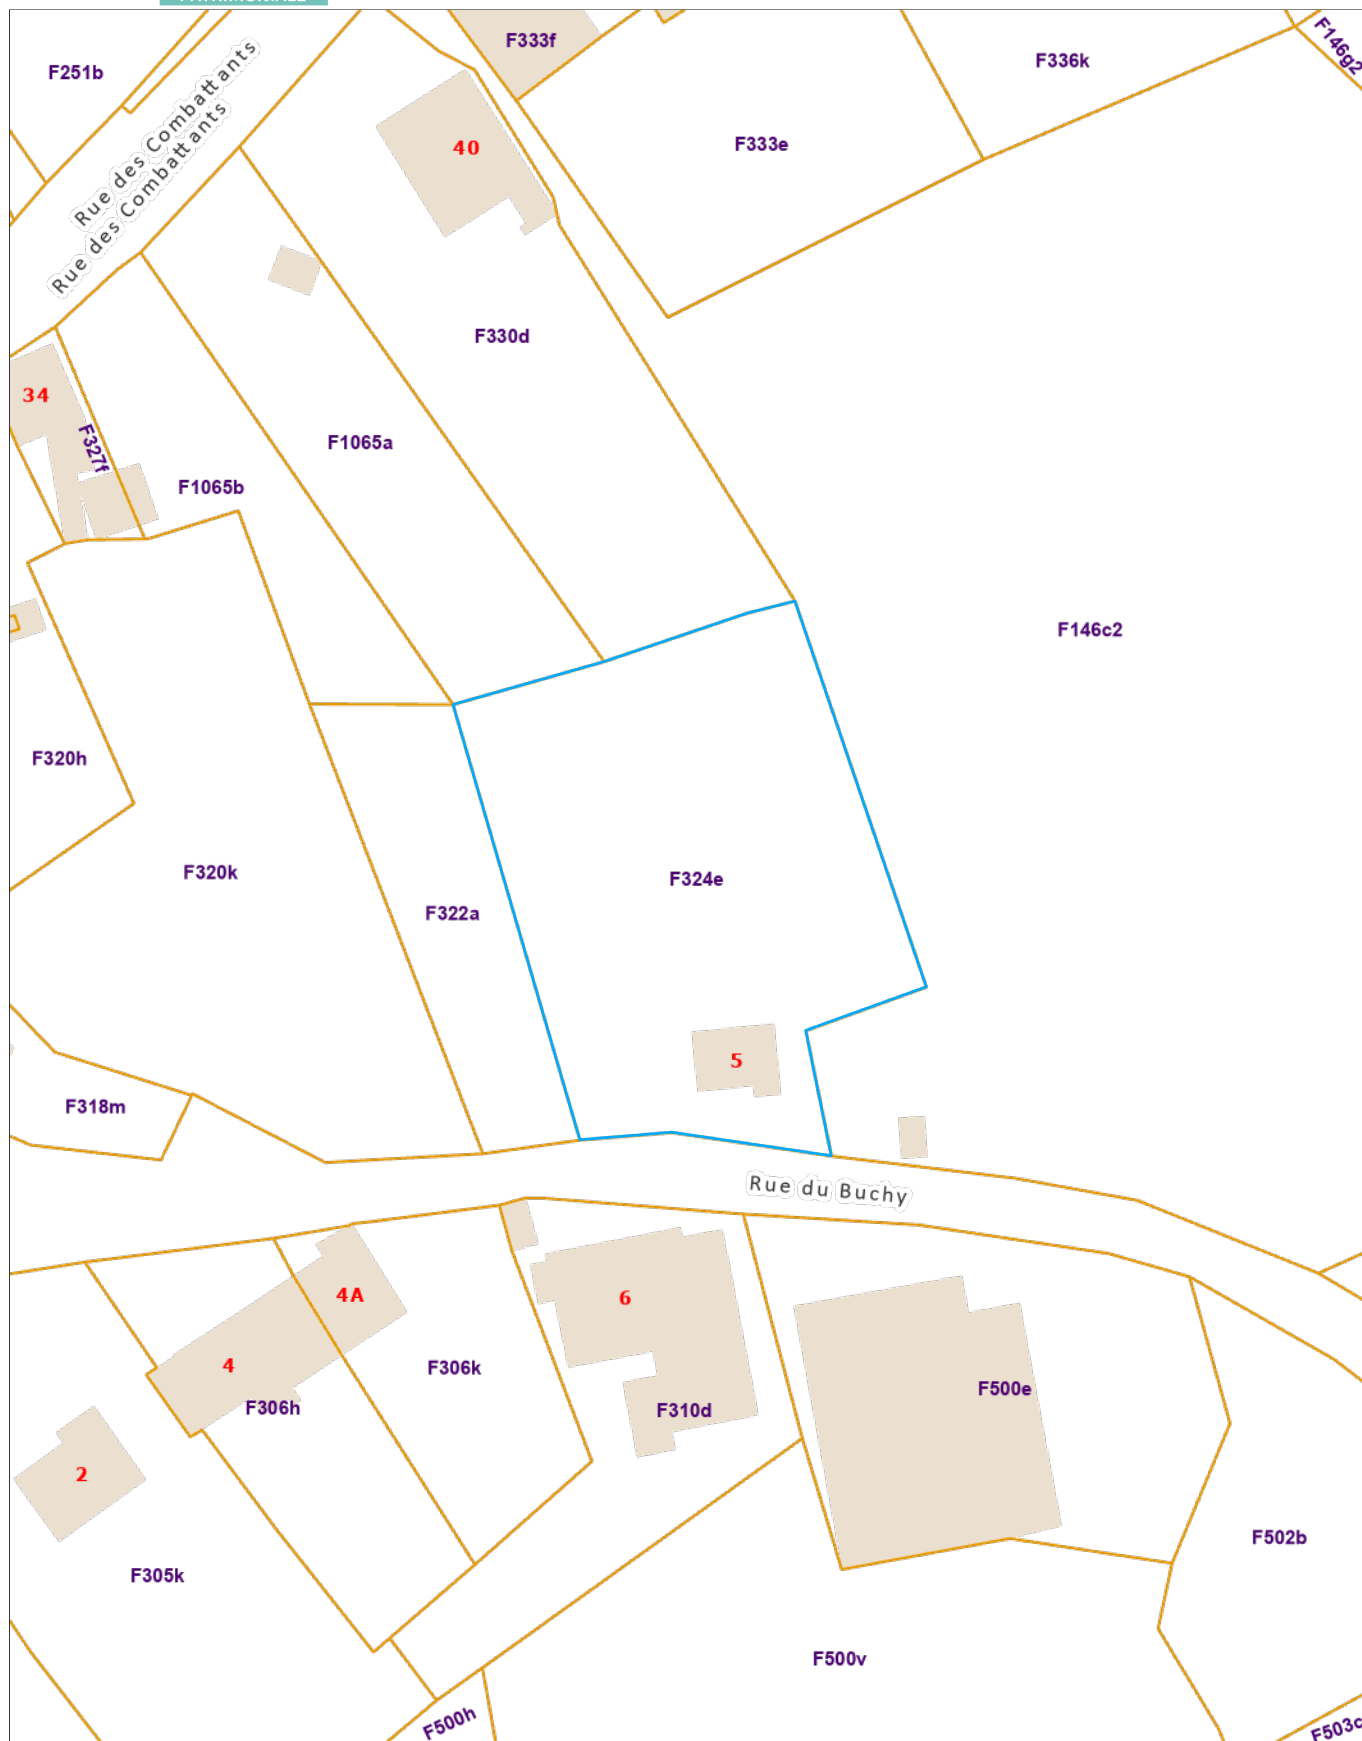 F333f
F336k
F146g2
F251b
Rue des Combattants
Rue des Combattants
40
F333e
F330d
34
F327f
F1065a
F1065b
F146c2
F320h
F320k
F324e
F322a
5
F318m
Rue du Buchy
4A
6
4
F306k
F306h
F310d
F500e
2
F305k
F502b
F500v
F500h
F503c